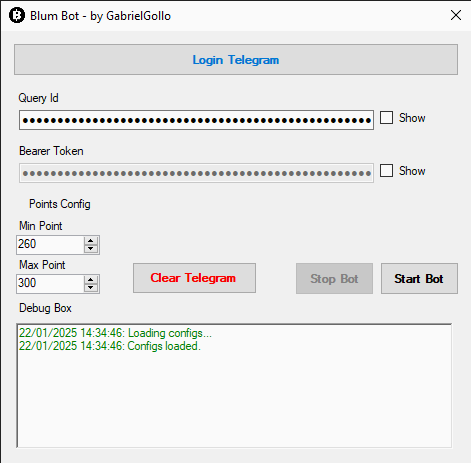 Blum Bot - by GabrielGollo
Login Telegram
Query Id
●●●●●●●●●●●●●●●●●●●●●●●●●●●●●●●●●●●●●●●●●●●●●●●●●● Show
Bearer Token
●●●●●●●●●●●●●●●●●●●●●●●●●●●●●●●●●●●●●●●●●●●●●●●●●● Show
Points Config
Min Point
260
Max Point
300
Clear Telegram
Stop Bot
Start Bot
Debug Box
22/01/2025 14:34:46: Loading configs...
22/01/2025 14:34:46: Configs loaded.